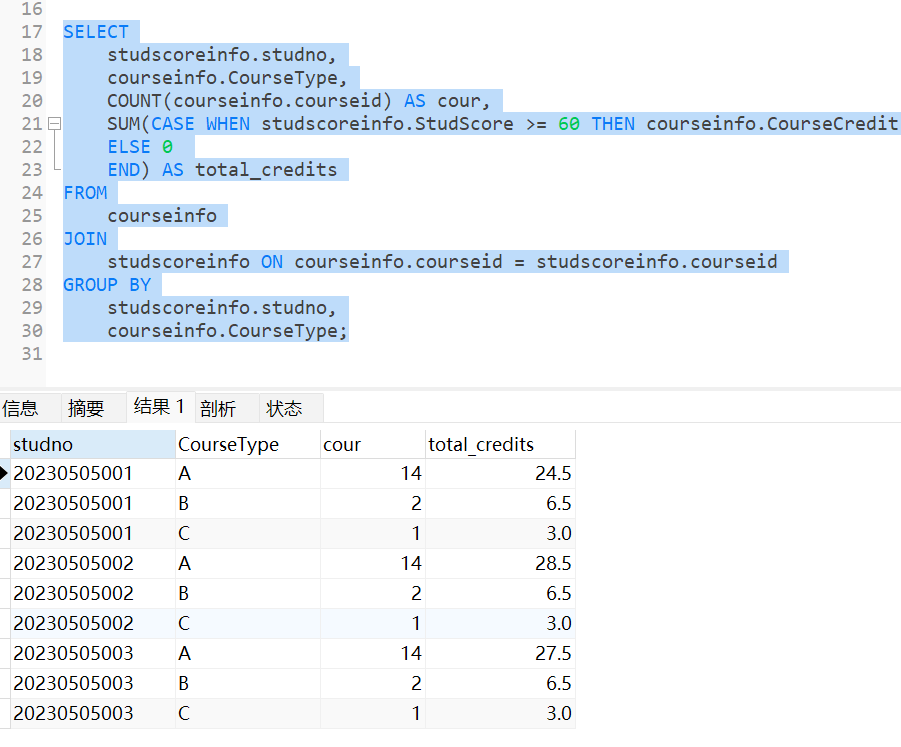 16
17 SELECT
18 studscoreinfo.studno,
19 courseinfo.CourseType,
20 COUNT(courseinfo.courseid) AS cour,
21 SUM(CASE WHEN studscoreinfo.StudScore >= 60 THEN courseinfo.CourseCredit
22 ELSE 0
23 END) AS total_credits
24 FROM
25 courseinfo
26 JOIN
27 studscoreinfo ON courseinfo.courseid = studscoreinfo.courseid
28 GROUP BY
29 studscoreinfo.studno,
30 courseinfo.CourseType;
31
信息 摘要 结果 1 剖析 状态
studno CourseType cour total_credits
20230505001 A 14 24.5
20230505001 B 2 6.5
20230505001 C 1 3.0
20230505002 A 14 28.5
20230505002 B 2 6.5
20230505002 C 1 3.0
20230505003 A 14 27.5
20230505003 B 2 6.5
20230505003 C 1 3.0